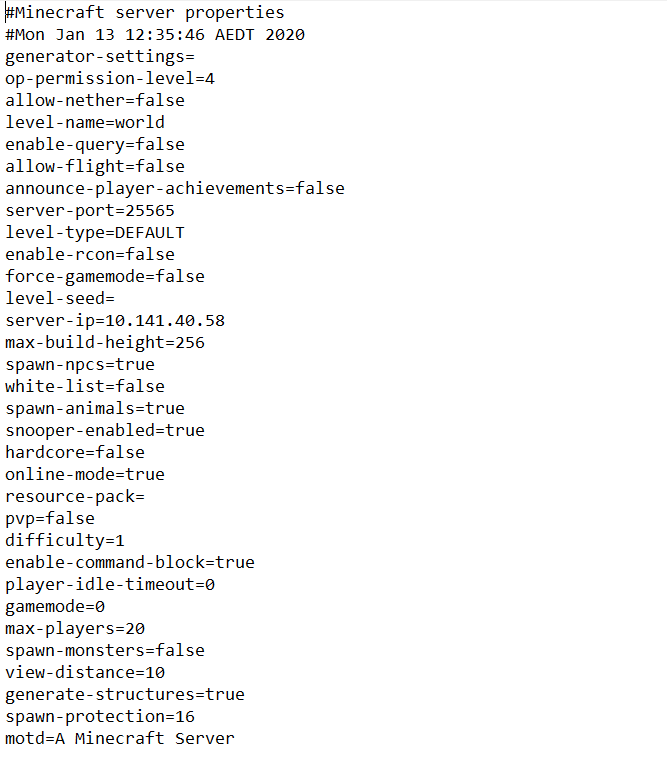 #Minecraft server properties
#Mon Jan 13 12:35:46 AEDT 2020
generator-settings=
op-permission-level=4
allow-nether=false
level-name=world
enable-query=false
allow-flight=false
announce-player-achievements=false
server-port=25565
level-type=DEFAULT
enable-rcon=false
force-gamemode=false
level-seed=
server-ip=10.141.40.58
max-build-height=256
spawn-npcs=true
white-list=false
spawn-animals=true
snooper-enabled=true
hardcore=false
online-mode=true
resource-pack=
pvp=false
difficulty=1
enable-command-block=true
player-idle-timeout=0
gamemode=0
max-players=20
spawn-monsters=false
view-distance=10
generate-structures=true
spawn-protection=16
motd=A Minecraft Server